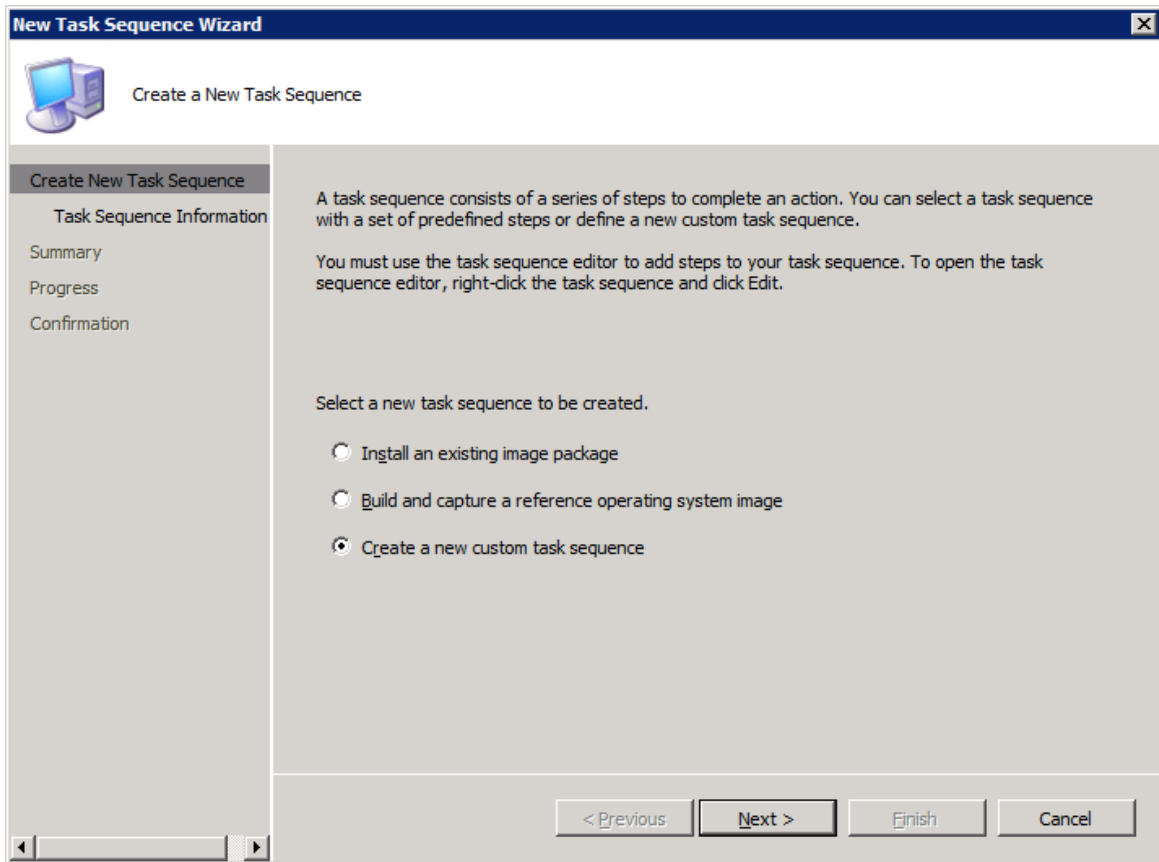 New Task Sequence Wizard
Create a New Task Sequence
Create New Task Sequence
Task Sequence Information
Summary
Progress
Confirmation
A task sequence consists of a series of steps to complete an action. You can select a task sequence
with a set of predefined steps or define a new custom task sequence.
You must use the task sequence editor to add steps to your task sequence. To open the task
sequence editor, right-click the task sequence and click Edit.
Select a new task sequence to be created.
Install an existing image package
Build and capture a reference operating system image
Create a new custom task sequence
< Previous
Next >
Finish
Cancel